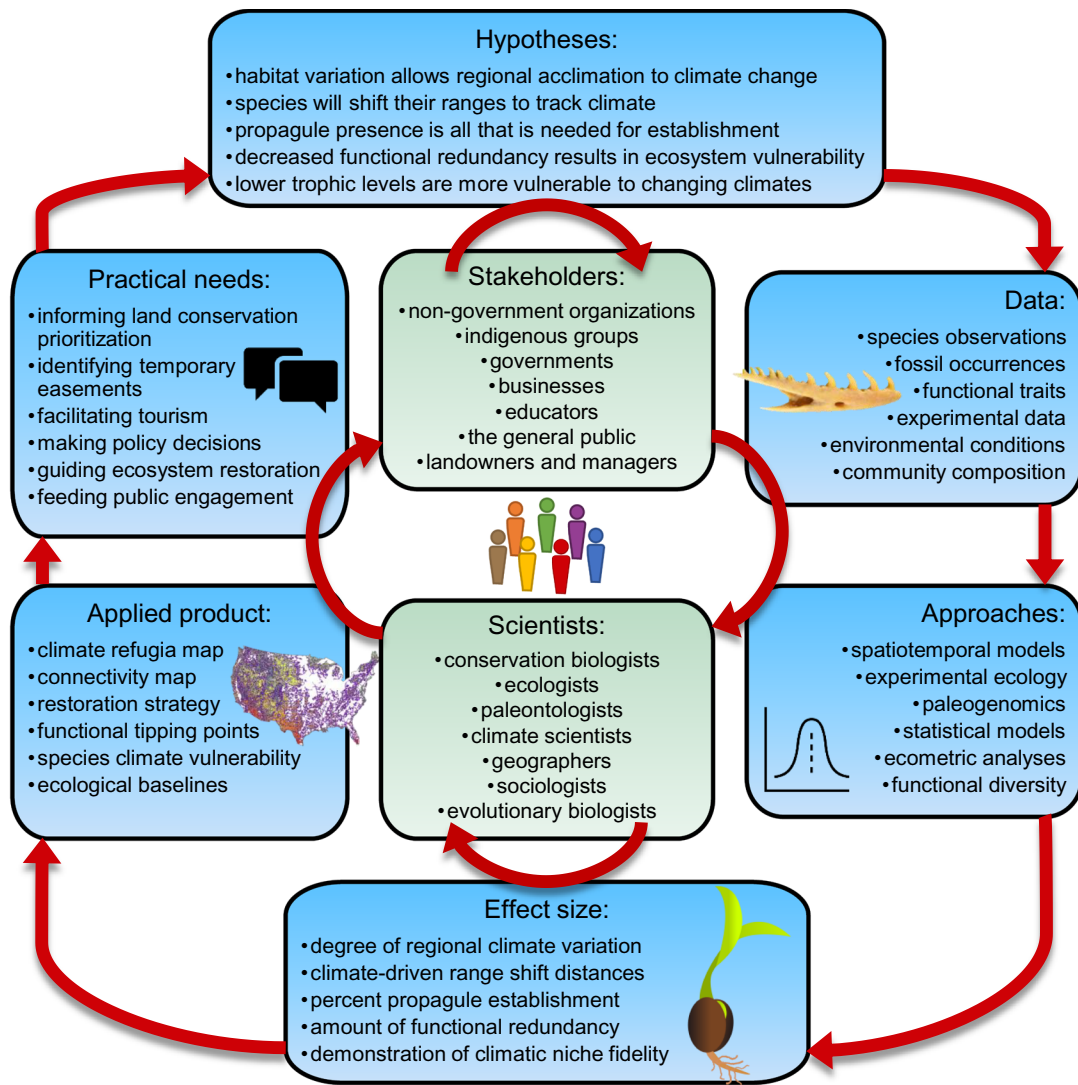 Hypotheses:
•habitat variation allows regional acclimation to climate change
•species will shift their ranges to track climate
•propagule presence is all that is needed for establishment
•decreased functional redundancy results in ecosystem vulnerability
•lower trophic levels are more vulnerable to changing climates
Practical needs:
•informing land conservation
prioritization
•identifying temporary
easements
•facilitating tourism
•making policy decisions
•guiding ecosystem restoration
•feeding public engagement
Stakeholders:
•non-government organizations
•indigenous groups
•governments
•businesses
•educators
•the general public
•landowners and managers
Data:
•species observations
•fossil occurrences
•functional traits
•experimental data
•environmental conditions
•community composition
Applied product:
•climate refugia map
•connectivity map
•restoration strategy
•functional tipping points
•species climate vulnerability
•ecological baselines
Scientists:
•conservation biologists
•ecologists
•paleontologists
•climate scientists
•geographers
•sociologists
•evolutionary biologists
Approaches:
•spatiotemporal models
•experimental ecology
•paleogenomics
•statistical models
•ecometric analyses
•functional diversity
Effect size:
•degree of regional climate variation
•climate-driven range shift distances
•percent propagule establishment
•amount of functional redundancy
•demonstration of climatic niche fidelity